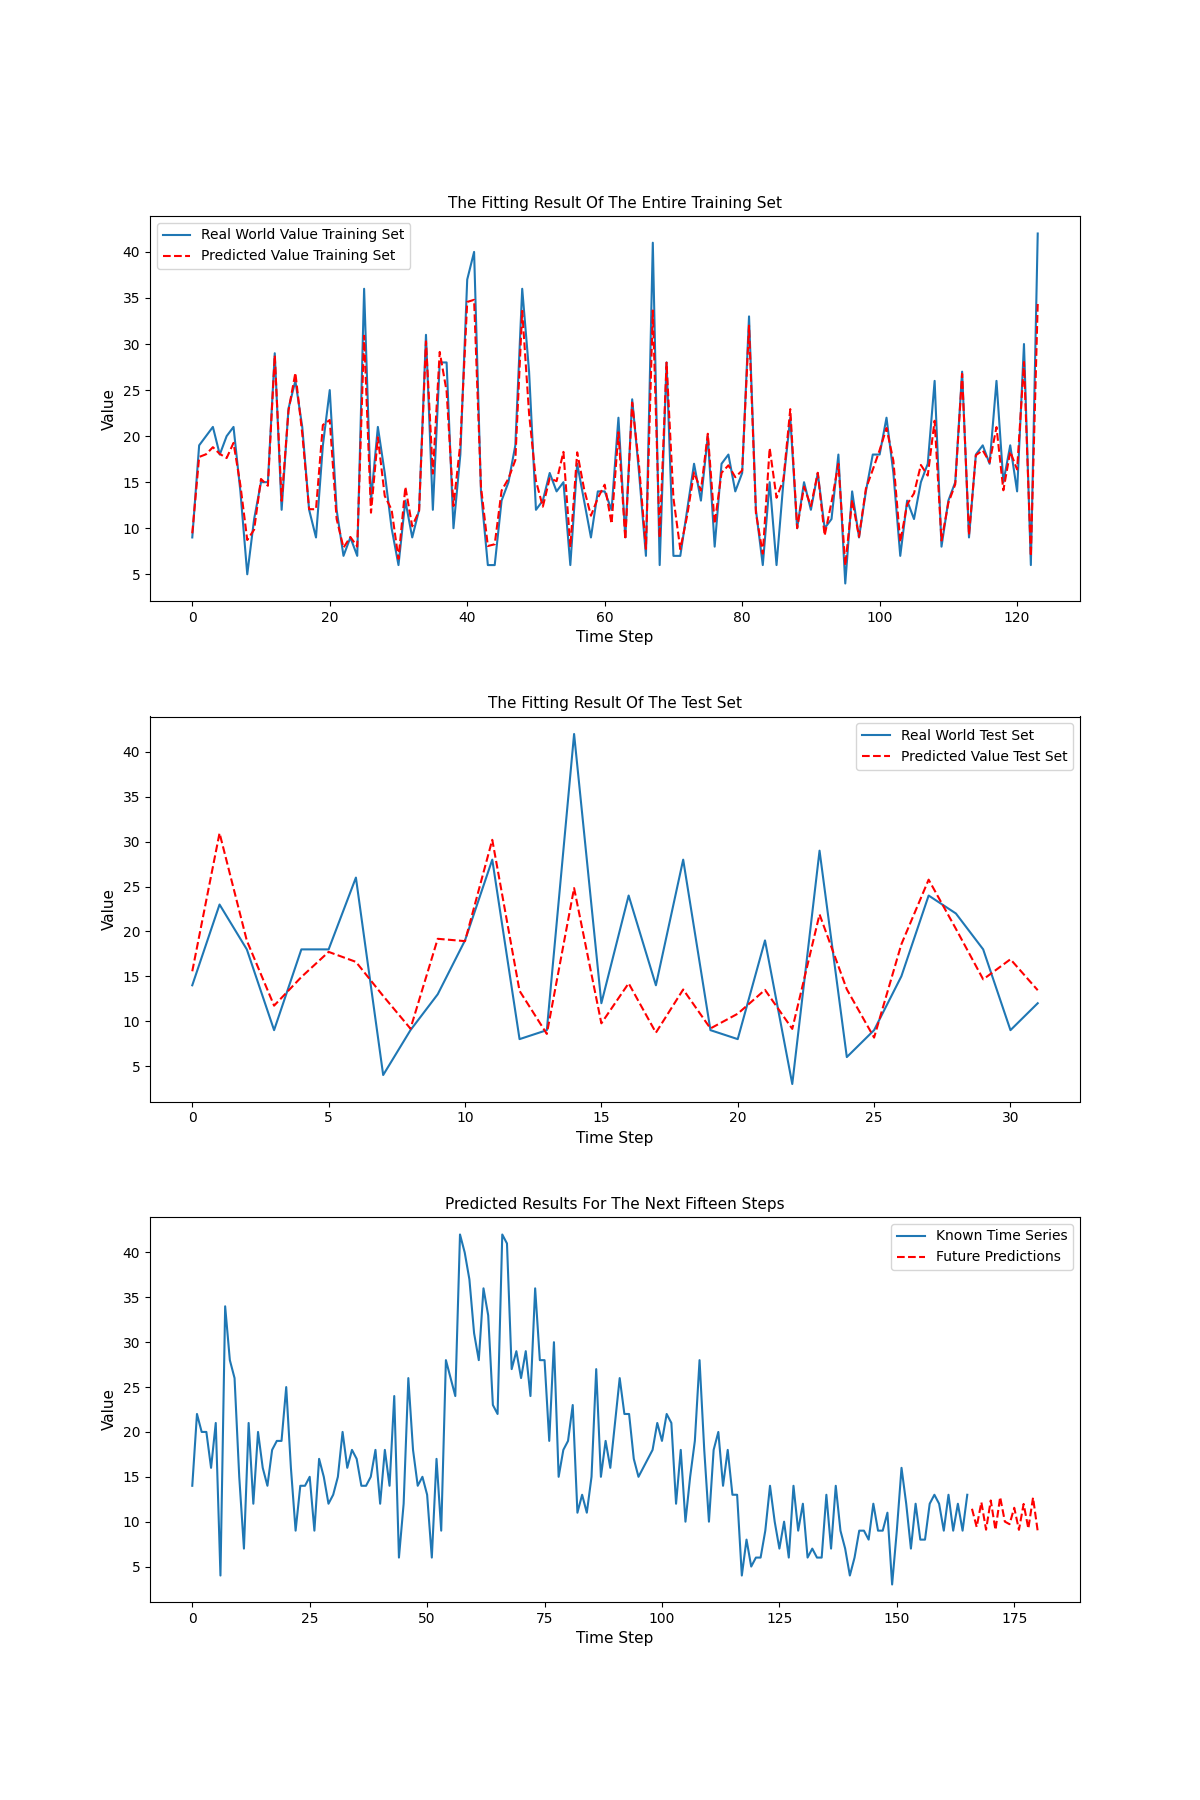 The Fitting Result Of The Entire Training Set
Real World Value Training Set
Predicted Value Training Set
40
35
30
25
20
15
10
5
Value
0 20 40 60 80 100 120
Time Step
The Fitting Result Of The Test Set
Real World Test Set
Predicted Value Test Set
40
35
30
25
20
15
10
5
Value
0 5 10 15 20 25 30
Time Step
Predicted Results For The Next Fifteen Steps
Known Time Series
Future Predictions
40
35
30
25
20
15
10
5
Value
0 25 50 75 100 125 150 175
Time Step